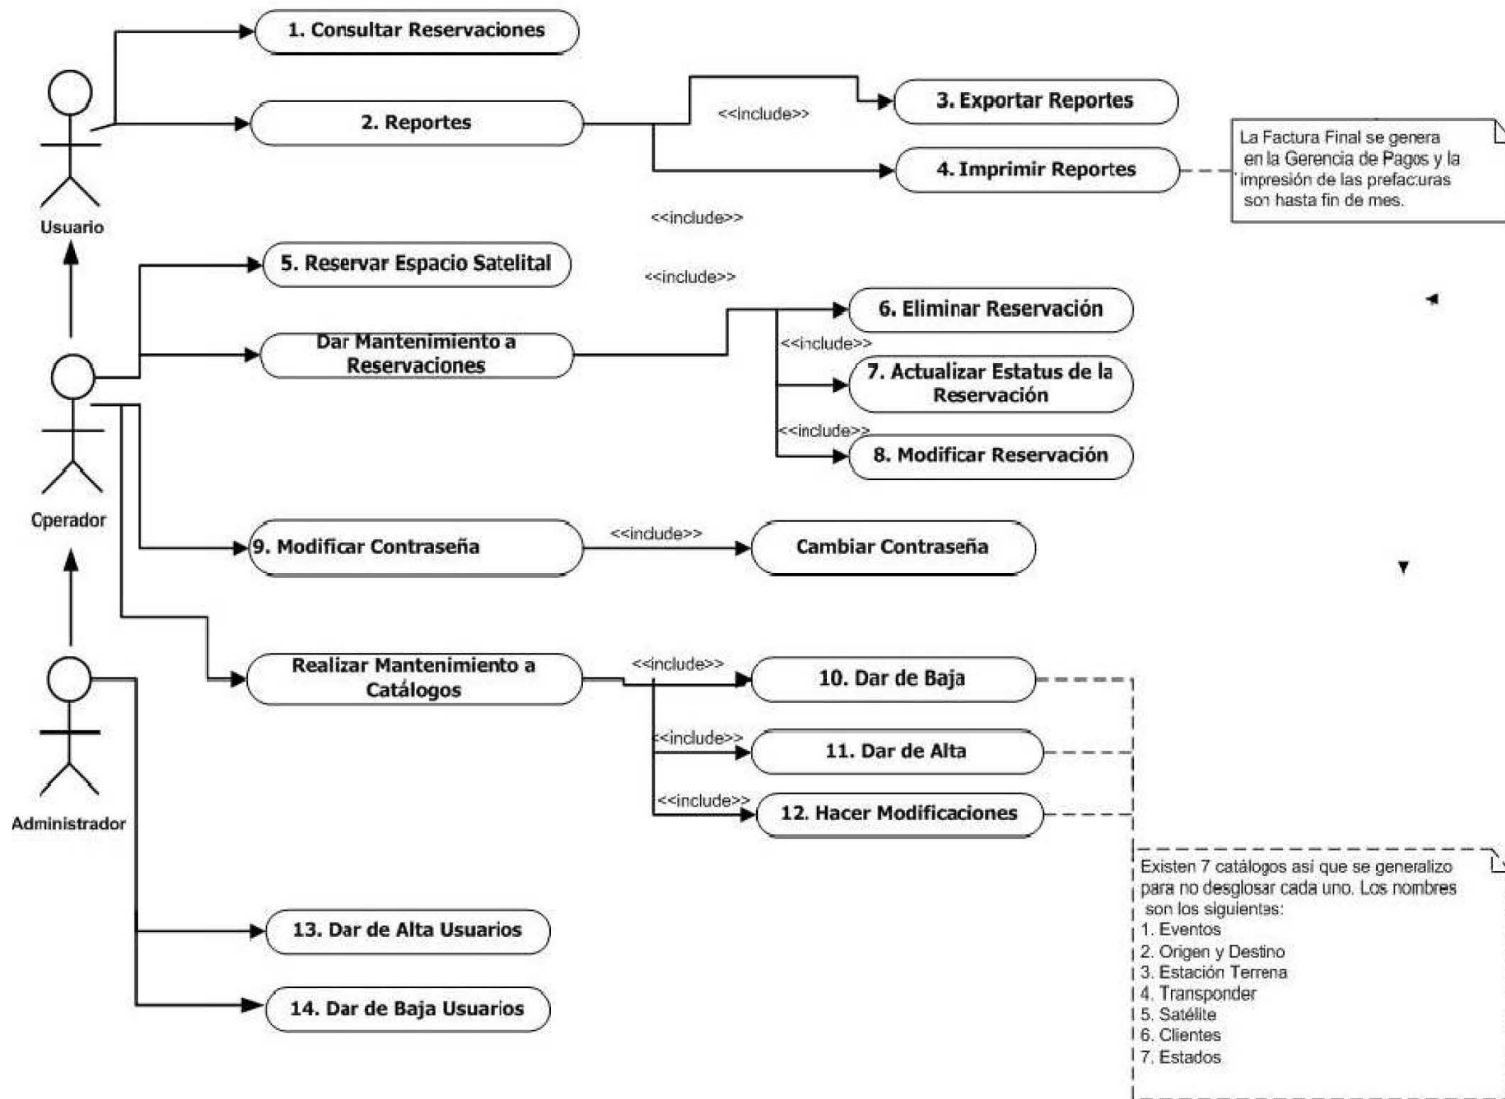 1. Consultar Reservaciones
2. Reportes
<<include>>
3. Exportar Reportes
4. Imprimir Reportes
La Factura Final se genera
en la Gerencia de Pagos y la
impresión de las prefacturas
son hasta fin de mes.
Usuario
<<include>>
5. Reservar Espacio Satelital
<<include>>
Dar Mantenimiento a
Reservaciones
6. Eliminar Reservación
<<include>>
7. Actualizar Estatus de la
Reservación
<<include>>
8. Modificar Reservación
Operador
9. Modificar Contraseña
<<include>>
Cambiar Contraseña
Realizar Mantenimiento a
Catálogos
<<include>>
10. Dar de Baja
<<include>>
11. Dar de Alta
<<include>>
12. Hacer Modificaciones
Administrador
Existen 7 catálogos así que se generalizo
para no desglosar cada uno. Los nombres
son los siguientes:
1. Eventos
2. Origen y Destino
3. Estación Terrena
4. Transponder
5. Satélite
6. Clientes
7. Estados
13. Dar de Alta Usuarios
14. Dar de Baja Usuarios